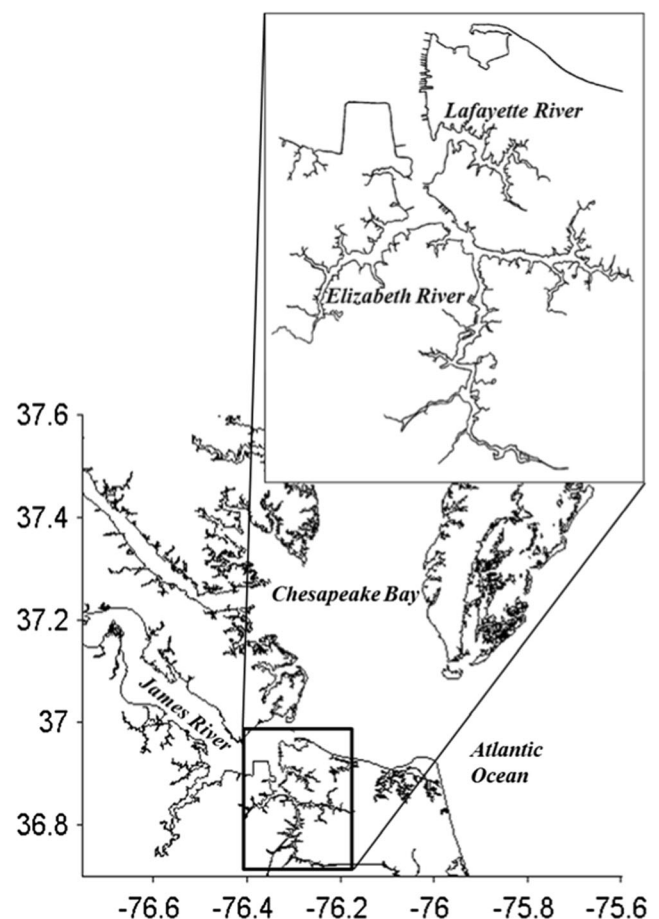 Lafayette River
Elizabeth River
37.6
37.4
Chesapeake Bay
37.2
James River
37
Atlantic
Ocean
36.8
-76.6 -76.4 -76.2 -76 -75.8 -75.6